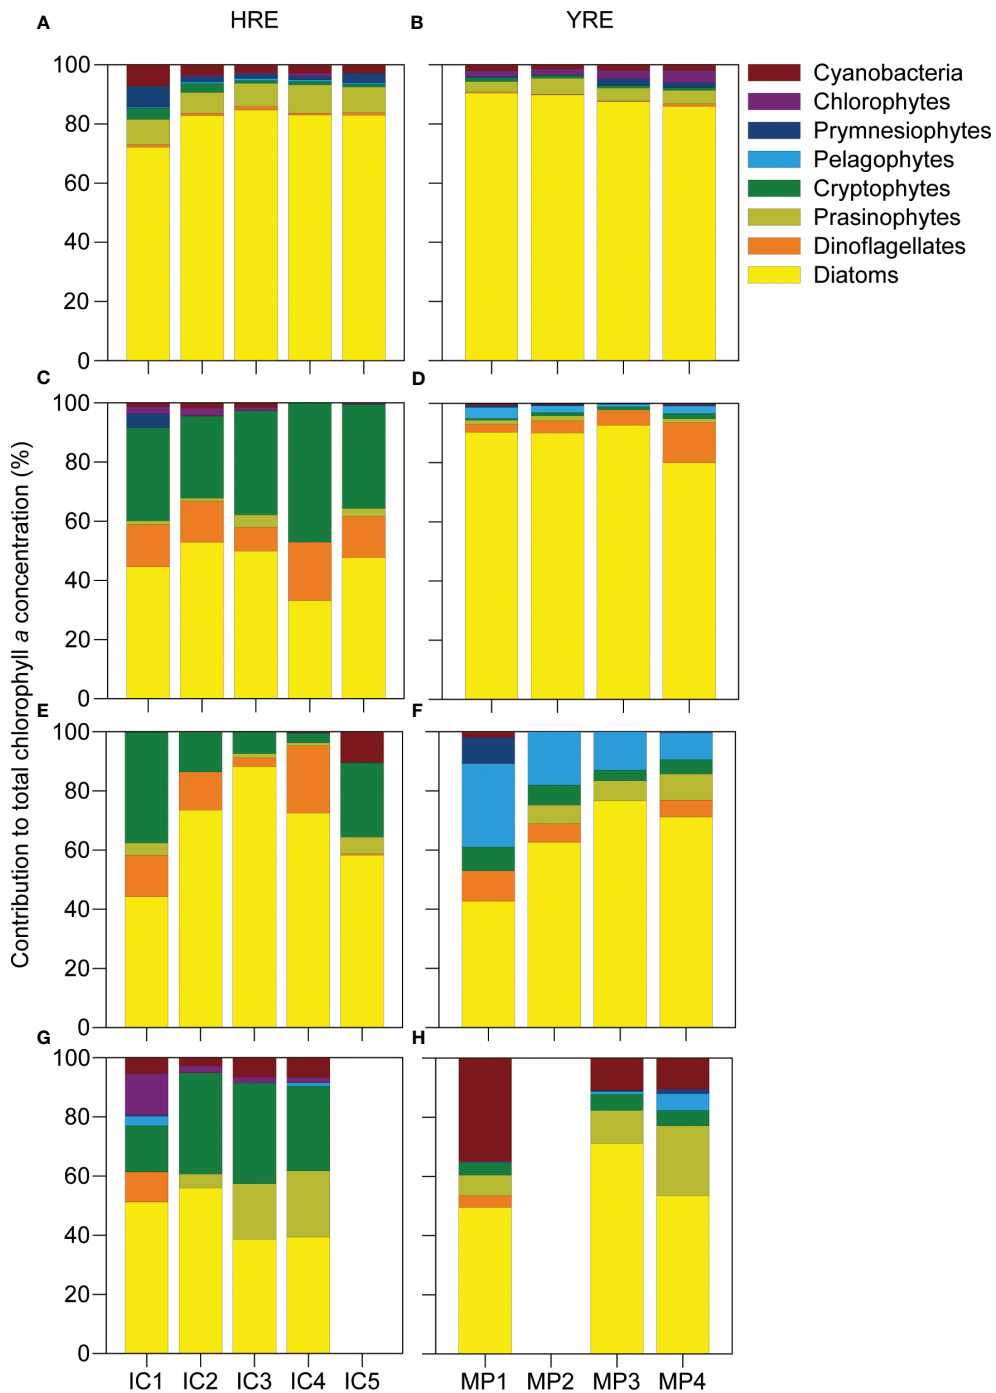 A HRE B YRE
100
80
60
40
20
0
Cyanobacteria
Chlorophytes
Prymnesiophytes
Pelagophytes
Cryptophytes
Prasinophytes
Dinoflagellates
Diatoms
Contribution to total chlorophyll a concentration (%)
C D
100
80
60
40
20
0
E F
100
80
60
40
20
0
G H
100
80
60
40
20
0
IC1 IC2 IC3 IC4 IC5 MP1 MP2 MP3 MP4